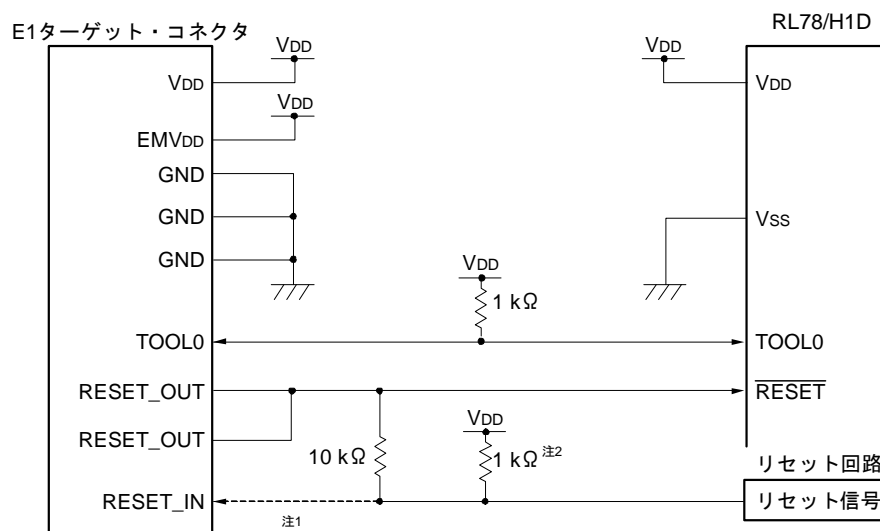 E1ターゲット・コネクタ
RL78/H1D
VDD
VDD
VDD
VDD
VDD
EMVDD
GND
GND
GND
VSS
VDD
1 kΩ
TOOL0
TOOL0
RESET_OUT
RESET
RESET_OUT
VDD
10 kΩ
1 kΩ 注2
リセット回路
RESET_IN
リセット信号
注1